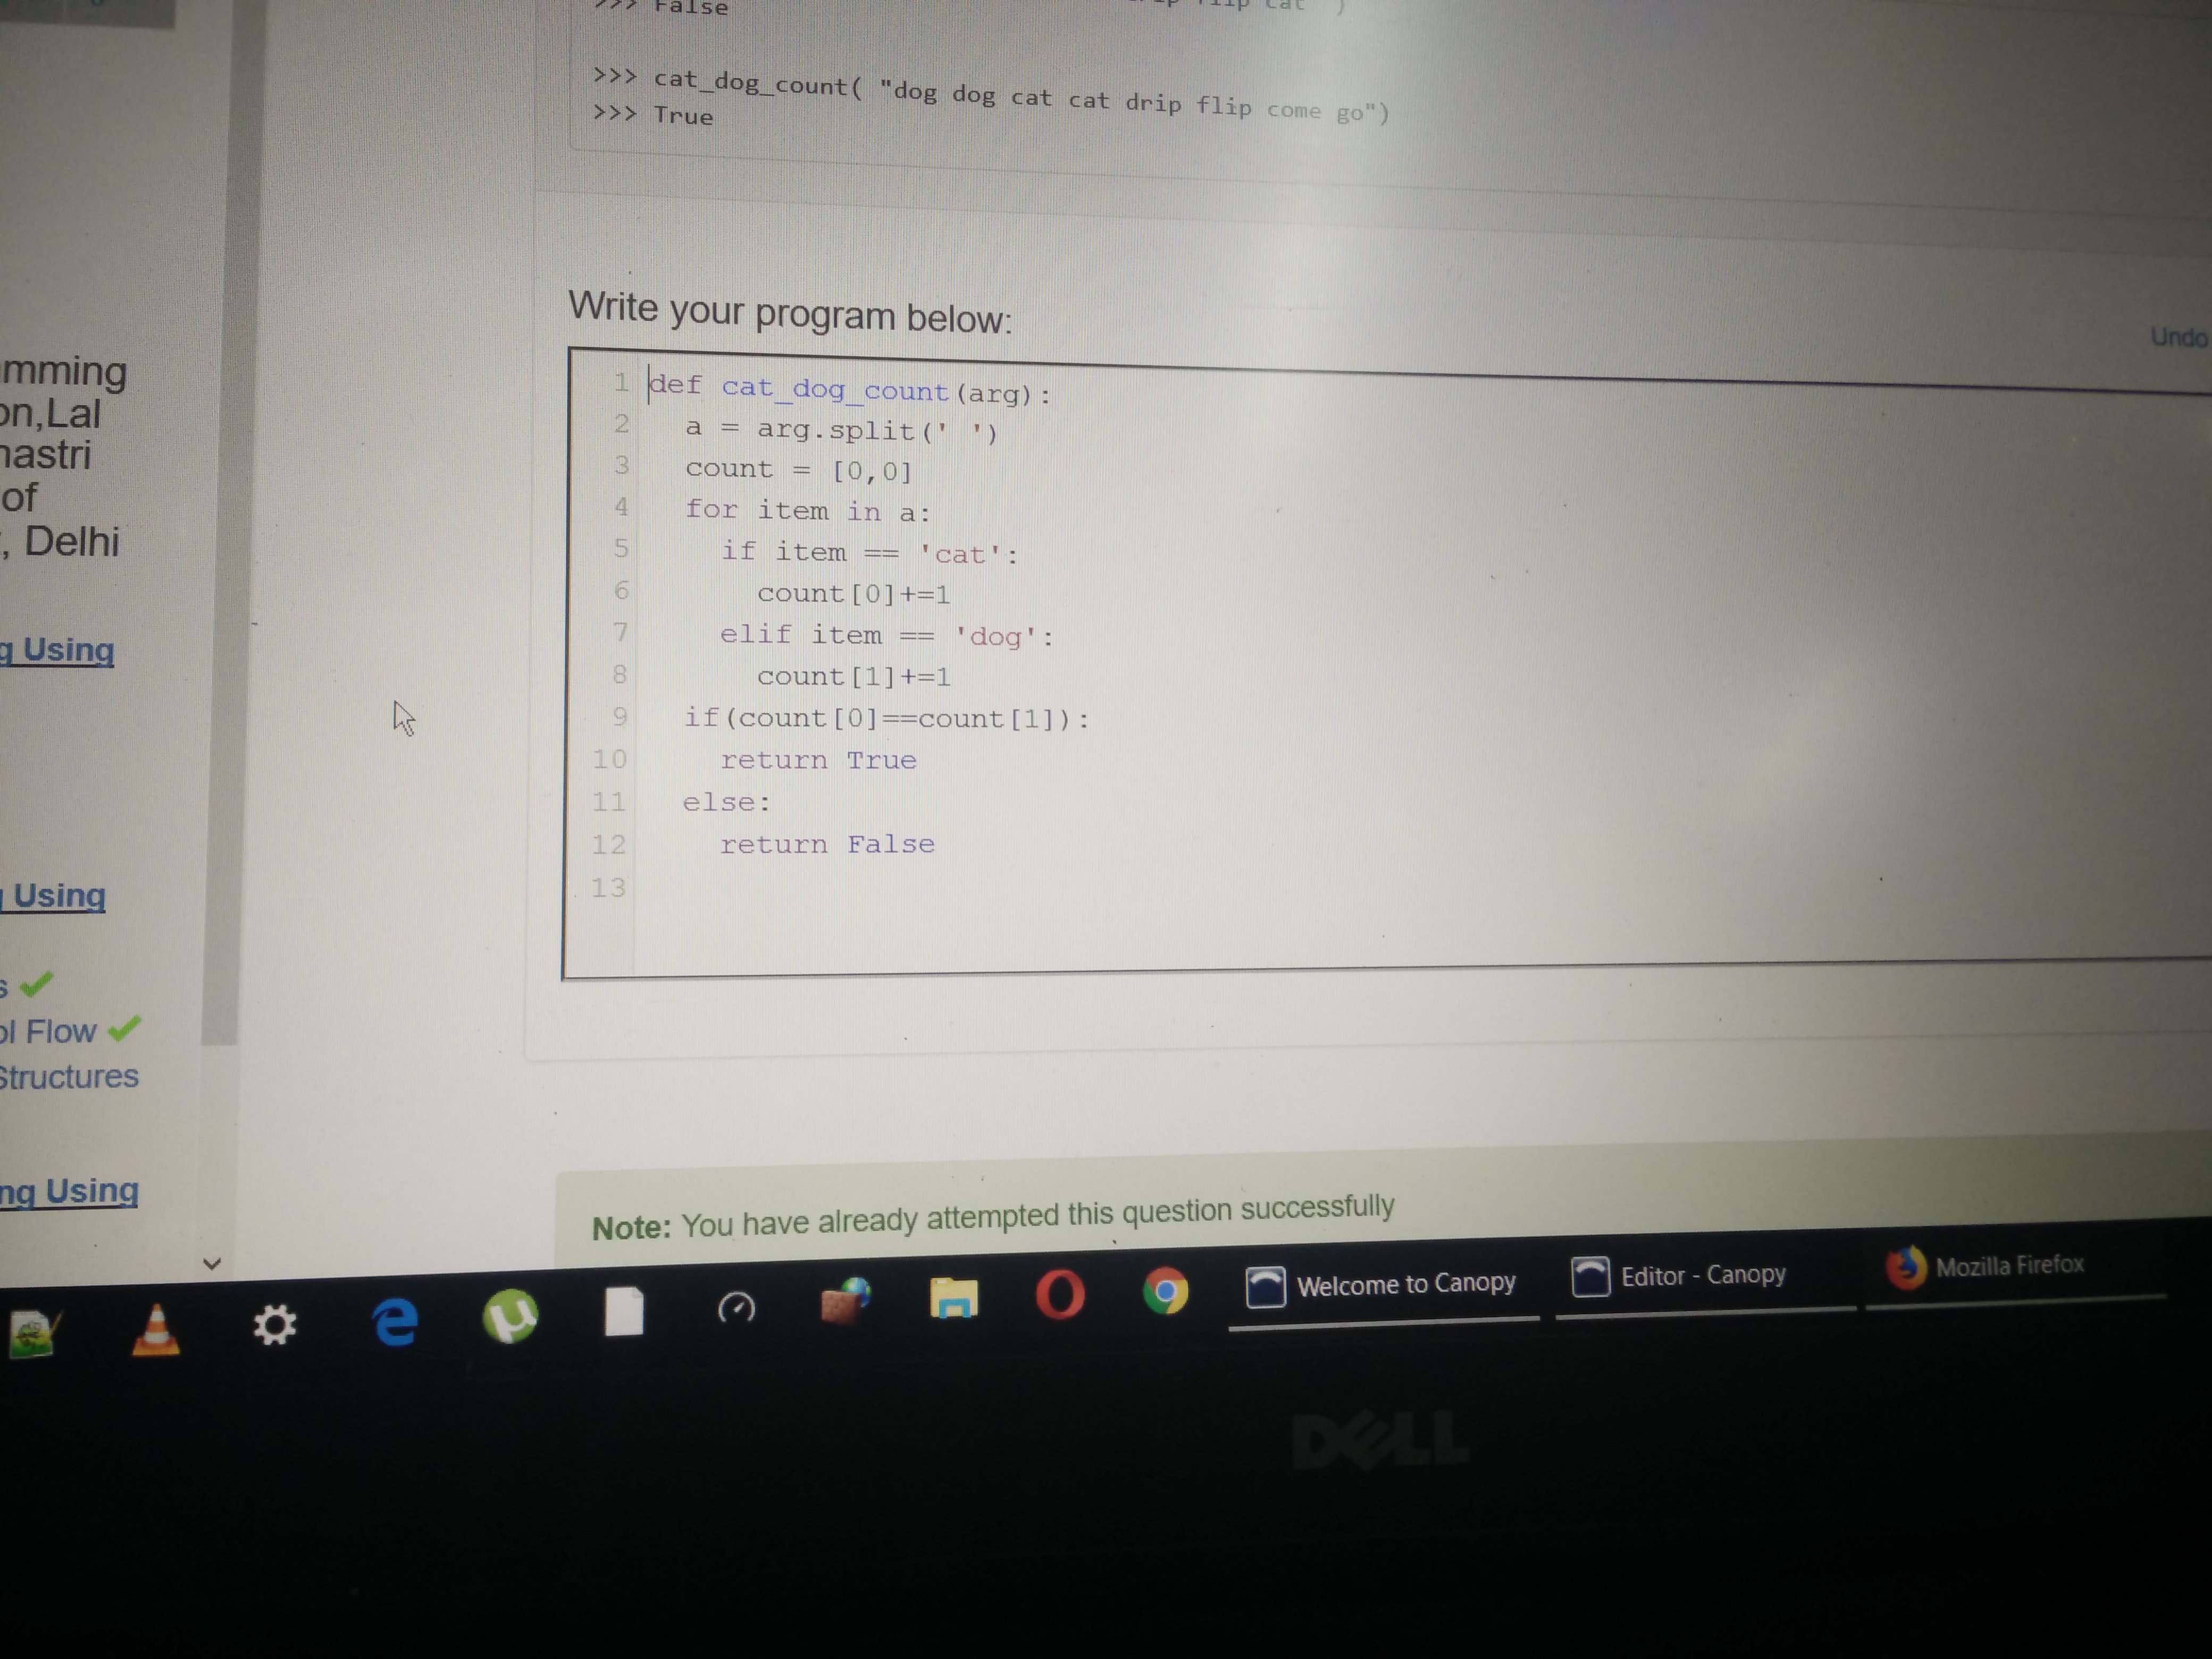 >>> False
flip cat ")
>>> cat_dog_count( "dog dog cat cat drip flip come go")
>>> True
Write your program below:
Undo
1 def cat_dog_count(arg):
2 a = arg.split(' ')
3 count = [0,0]
4 for item in a:
5 if item == 'cat':
6 count[0]+=1
7 elif item == 'dog':
8 count[1]+=1
9 if(count[0]==count[1]):
10 return True
11 else:
12 return False
13
mming
on,Lal
hastri
of
, Delhi
g Using
Using
s
ol Flow
Structures
ng Using
Note: You have already attempted this question successfully
Welcome to Canopy
Editor - Canopy
Mozilla Firefox
DELL